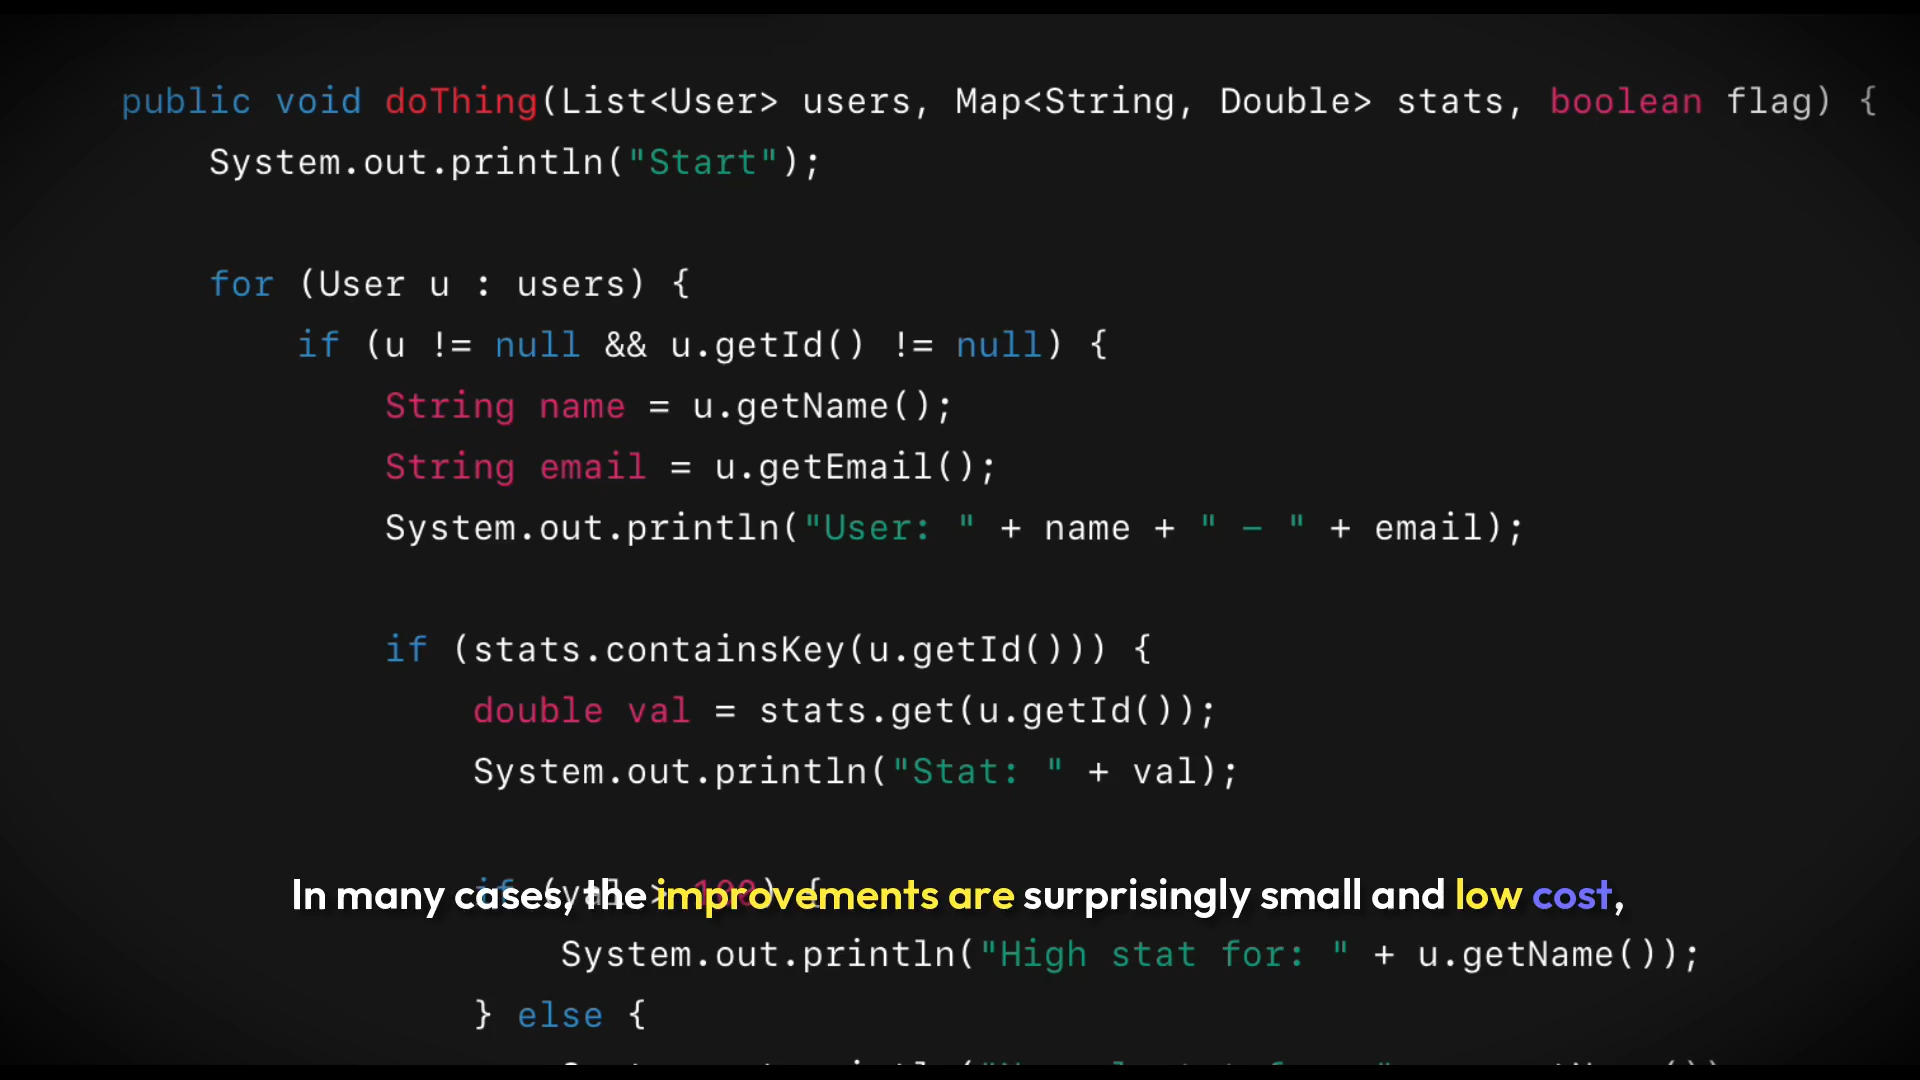 public void doThing(List<User> users, Map<String, Double> stats, boolean flag) {
System.out.println("Start");
for (User u : users) {
if (u != null && u.getId() != null) {
String name = u.getName();
String email = u.getEmail();
System.out.println("User: " + name + " - " + email);
if (stats.containsKey(u.getId())) {
double val = stats.get(u.getId());
System.out.println("Stat: " + val);
if (val > 100) {
In many cases, the improvements are surprisingly small and low cost,
System.out.println("High stat for: " + u.getName());
} else {